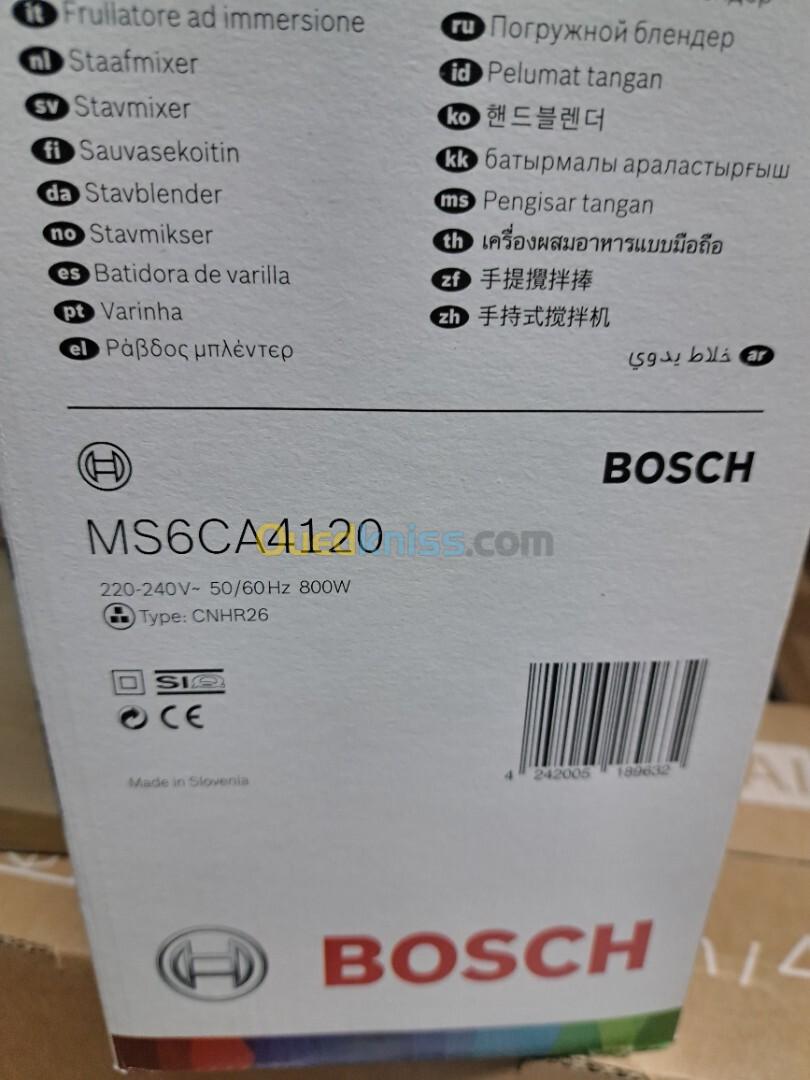 it Frullatore ad immersione
nl Staafmixer
sv Stavmixer
fi Sauvasekoitin
da Stavblender
no Stavmikser
es Batidora de varilla
pt Varinha
el Ράβδος μπλέντερ
ru Погружной блендер
id Pelumat tangan
ko 핸드블렌더
kk батырмалы араластырғыш
ms Pengisar tangan
th เครื่องผสมอาหารแบบมือถือ
zf 手提攪拌捧
zh 手持式搅拌机
ar خلاط يدوي
BOSCH
MS6CA4120
Ouedkniss.com
220-240V~ 50/60Hz 800W
Type: CNHR26
SIQ
CE
Made in Slovenia
4 242005 189632
BOSCH